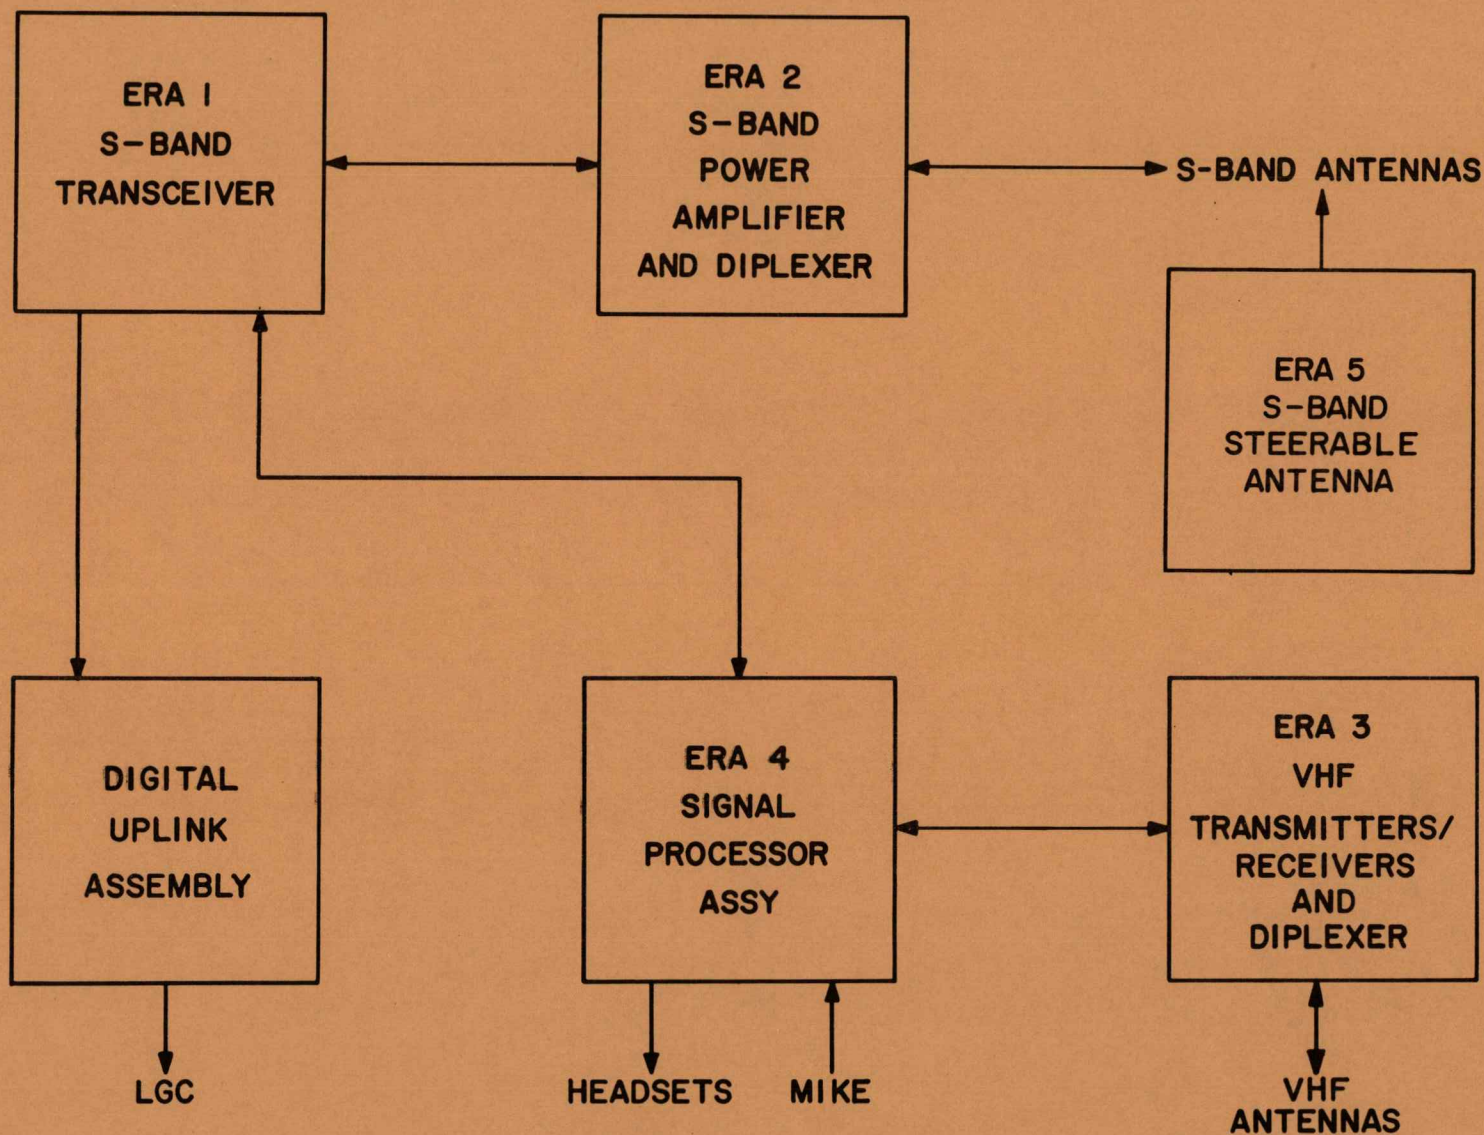 ERA 1
S-BAND
TRANSCEIVER
ERA 2
S-BAND
POWER
AMPLIFIER
AND DIPLEXER
S-BAND ANTENNAS
ERA 5
S-BAND
STEERABLE
ANTENNA
DIGITAL
UPLINK
ASSEMBLY
ERA 4
SIGNAL
PROCESSOR
ASSY
ERA 3
VHF
TRANSMITTERS/
RECEIVERS
AND
DIPLEXER
LGC
HEADSETS
MIKE
VHF
ANTENNAS